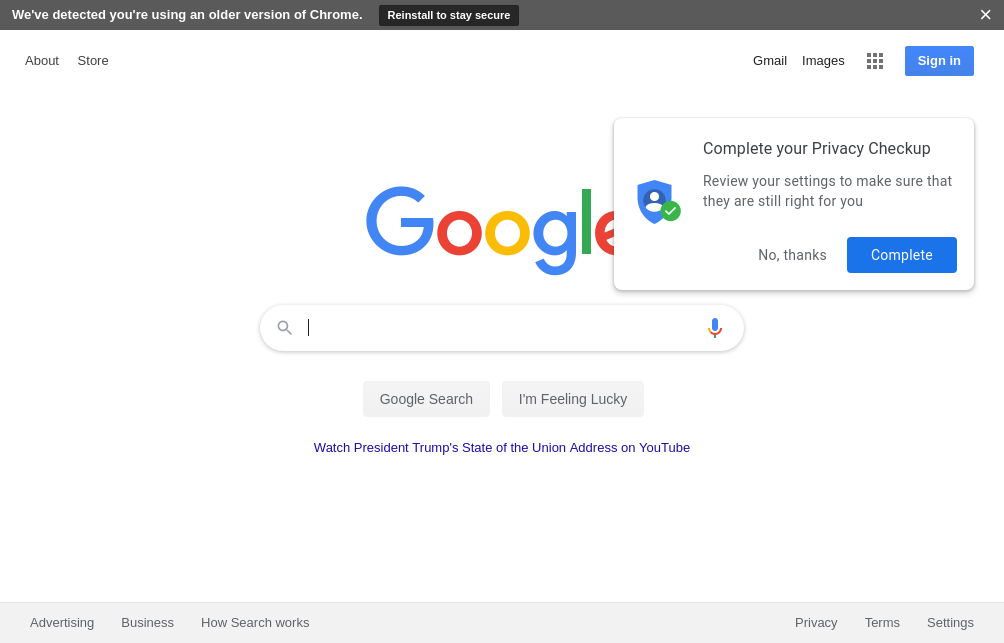 We've detected you're using an older version of Chrome. Reinstall to stay secure
About Store Gmail Images Sign in
Complete your Privacy Checkup
Review your settings to make sure that
they are still right for you
No, thanks Complete
Google
Google Search I'm Feeling Lucky
Watch President Trump's State of the Union Address on YouTube
Advertising Business How Search works Privacy Terms Settings